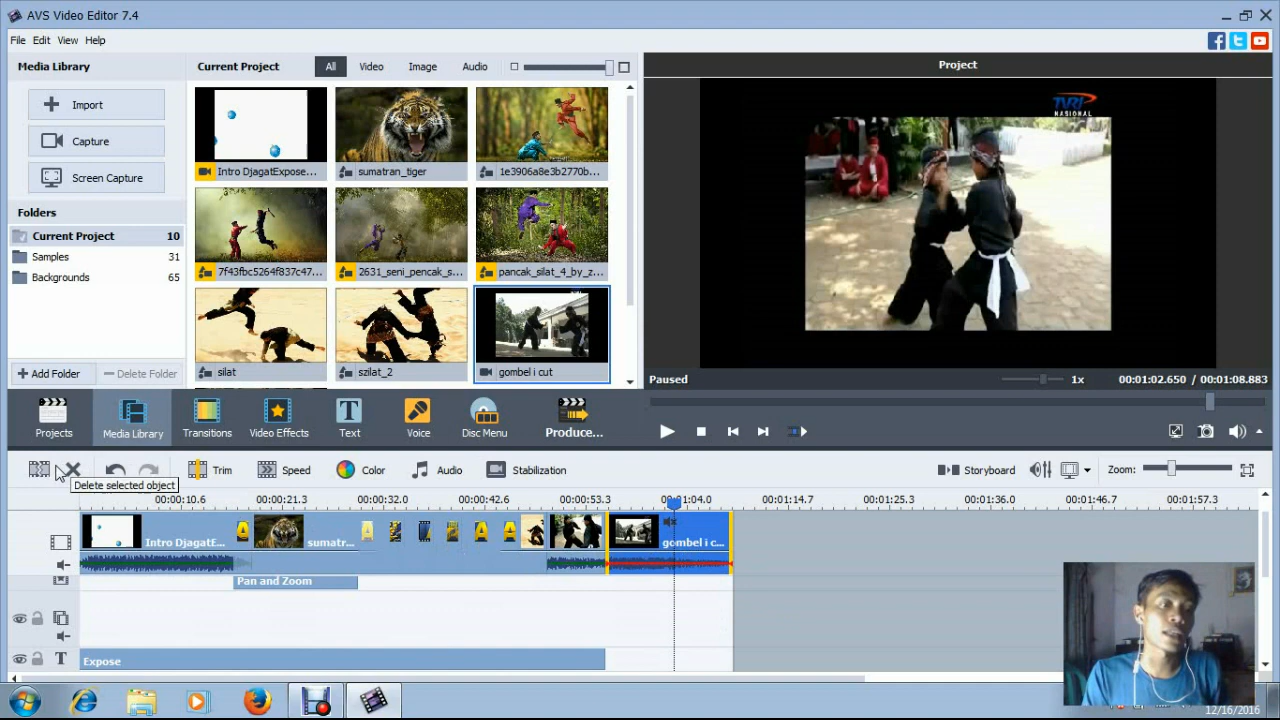 AVS Video Editor 7.4
File Edit View Help
Media Library
Import
Capture
Screen Capture
Folders
Current Project 10
Samples 31
Backgrounds 65
Add Folder Delete Folder
Current Project All Video Image Audio
Intro DjagatExpose... sumatran_tiger 1e3906a8e3b2770b...
7f43fbc5264f837c47... 2631_seni_pencak_s... pancak_silat_4_by_z...
silat szilat_2 gombel i cut
Project
TVRI
NASIONAL
Paused 1x 00:01:02.650 / 00:01:08.883
Projects Media Library Transitions Video Effects Text Voice Disc Menu Produce...
Trim Speed Color Audio Stabilization Storyboard Zoom:
Delete selected object
00:00:10.6 00:00:21.3 00:00:32.0 00:00:42.6 00:00:53.3 00:01:04.0 00:01:14.7 00:01:25.3 00:01:36.0 00:01:46.7 00:01:57.3
Intro DjagatE... sumatr... gombel i c...
Pan and Zoom
T Expose
12/16/2016